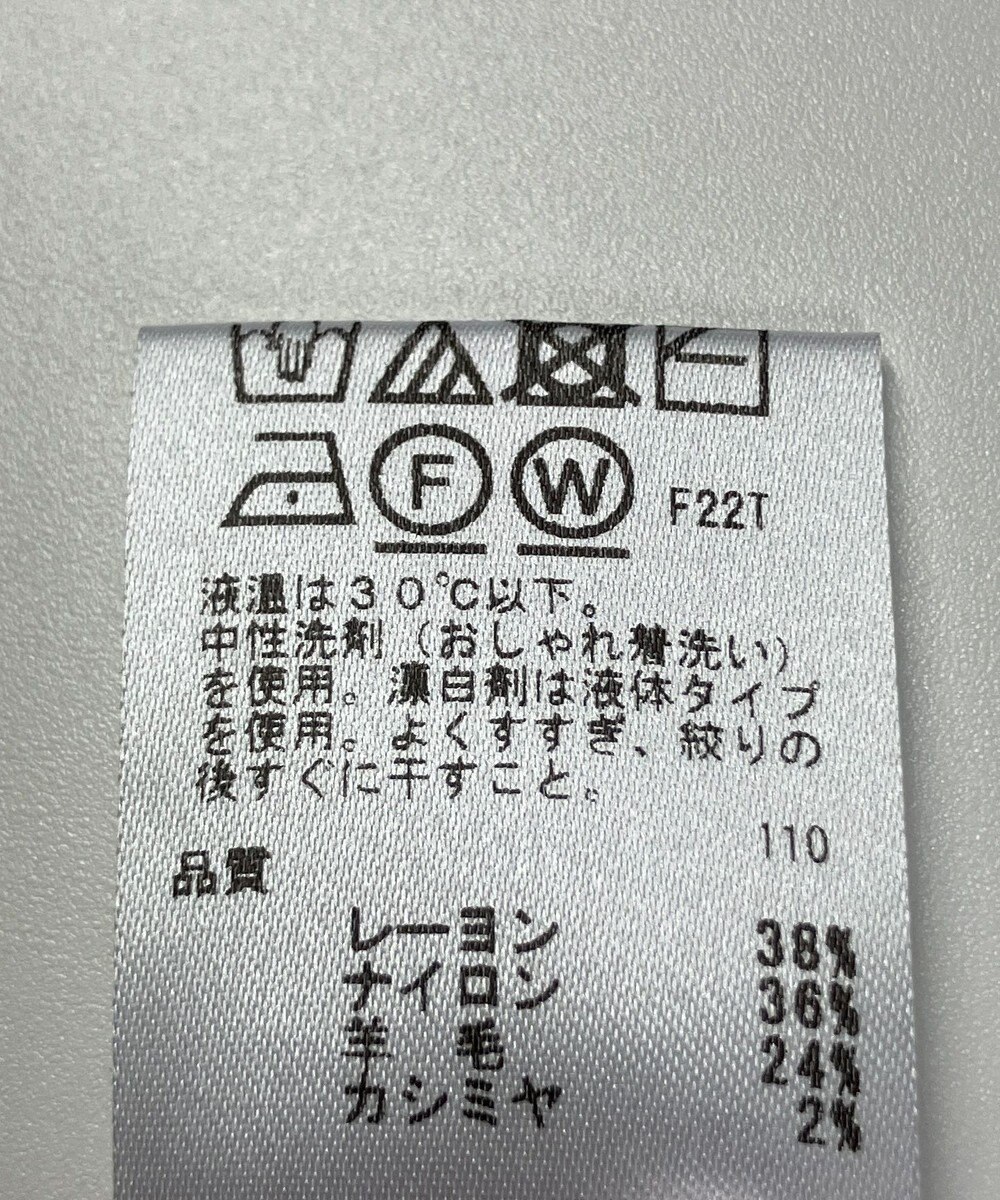 F W F22T
液温は30℃以下。
中性洗剤(おしゃれ着洗い)
を使用。漂白剤は液体タイプ
を使用。よくすすぎ、絞りの
後すぐに干すこと。
110
品質
レーヨン 38%
ナイロン 36%
羊毛 24%
カシミヤ 2%